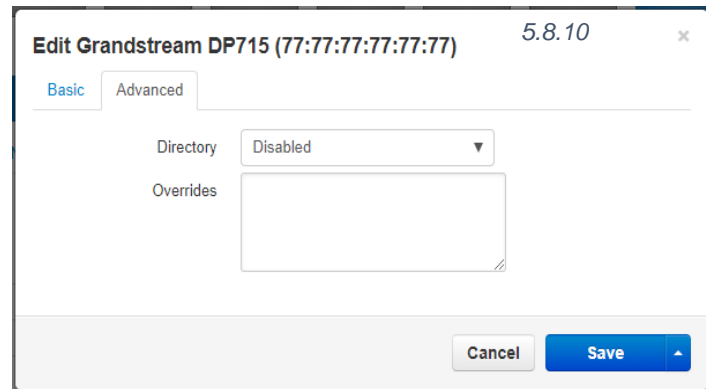 Edit Grandstream DP715 (77:77:77:77:77:77) 5.8.10 ×
Basic Advanced
Directory Disabled ▼
Overrides
Cancel Save